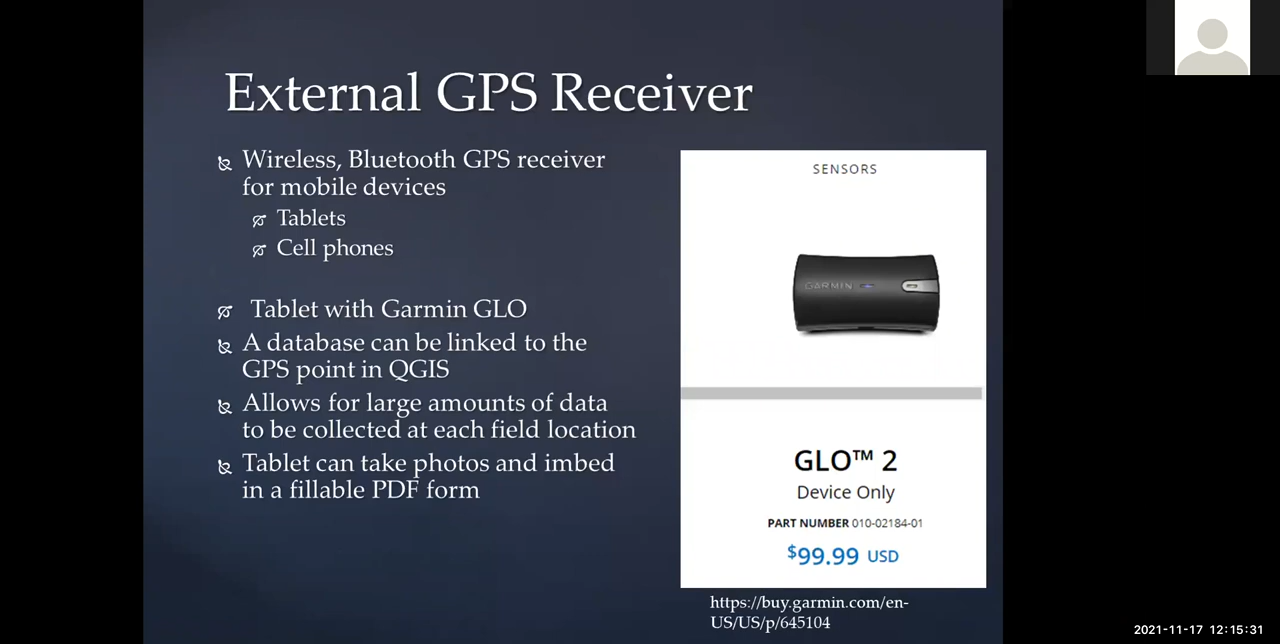 External GPS Receiver
Wireless, Bluetooth GPS receiver
for mobile devices
Tablets
Cell phones
Tablet with Garmin GLO
A database can be linked to the
GPS point in QGIS
Allows for large amounts of data
to be collected at each field location
Tablet can take photos and imbed
in a fillable PDF form
SENSORS
GARMIN
GLO™ 2
Device Only
PART NUMBER 010-02184-01
$99.99 USD
https://buy.garmin.com/en-
US/US/p/645104
2021-11-17 12:15:31